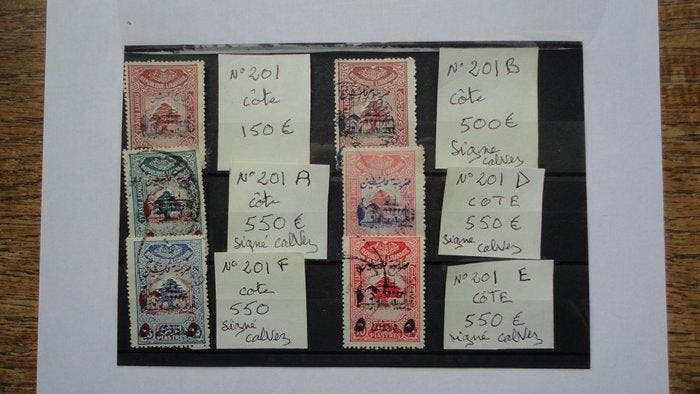 N° 201
côte
150 €
N° 201 B
côte
500 €
signé
calves
N° 201 A
côte
550 €
signé calves
N° 201 D
COTE
550 €
signé
calves
N° 201 F
cote
550
signé
calves
N° 201 E
CÔTE
550 €
signé calves
PIASTRES